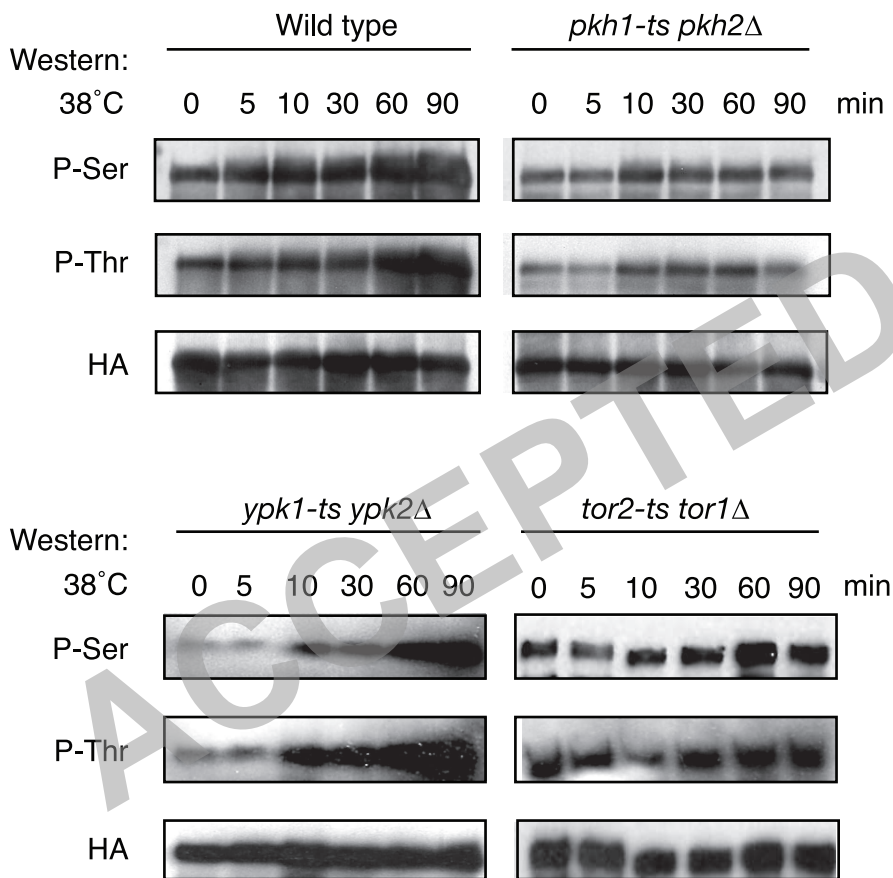 Wild type pkh1-ts pkh2Δ
Western:
38˚C 0 5 10 30 60 90 0 5 10 30 60 90 min
P-Ser
P-Thr
HA
ypk1-ts ypk2Δ tor2-ts tor1Δ
Western:
38˚C 0 5 10 30 60 90 0 5 10 30 60 90 min
P-Ser
P-Thr
HA
ACCEPTED